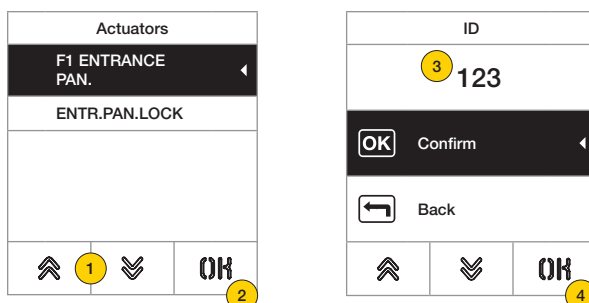 Actuators
F1 ENTRANCE
PAN.
ENTR.PAN.LOCK
1
OK
2
ID
3
123
OK Confirm
Back
OK
4